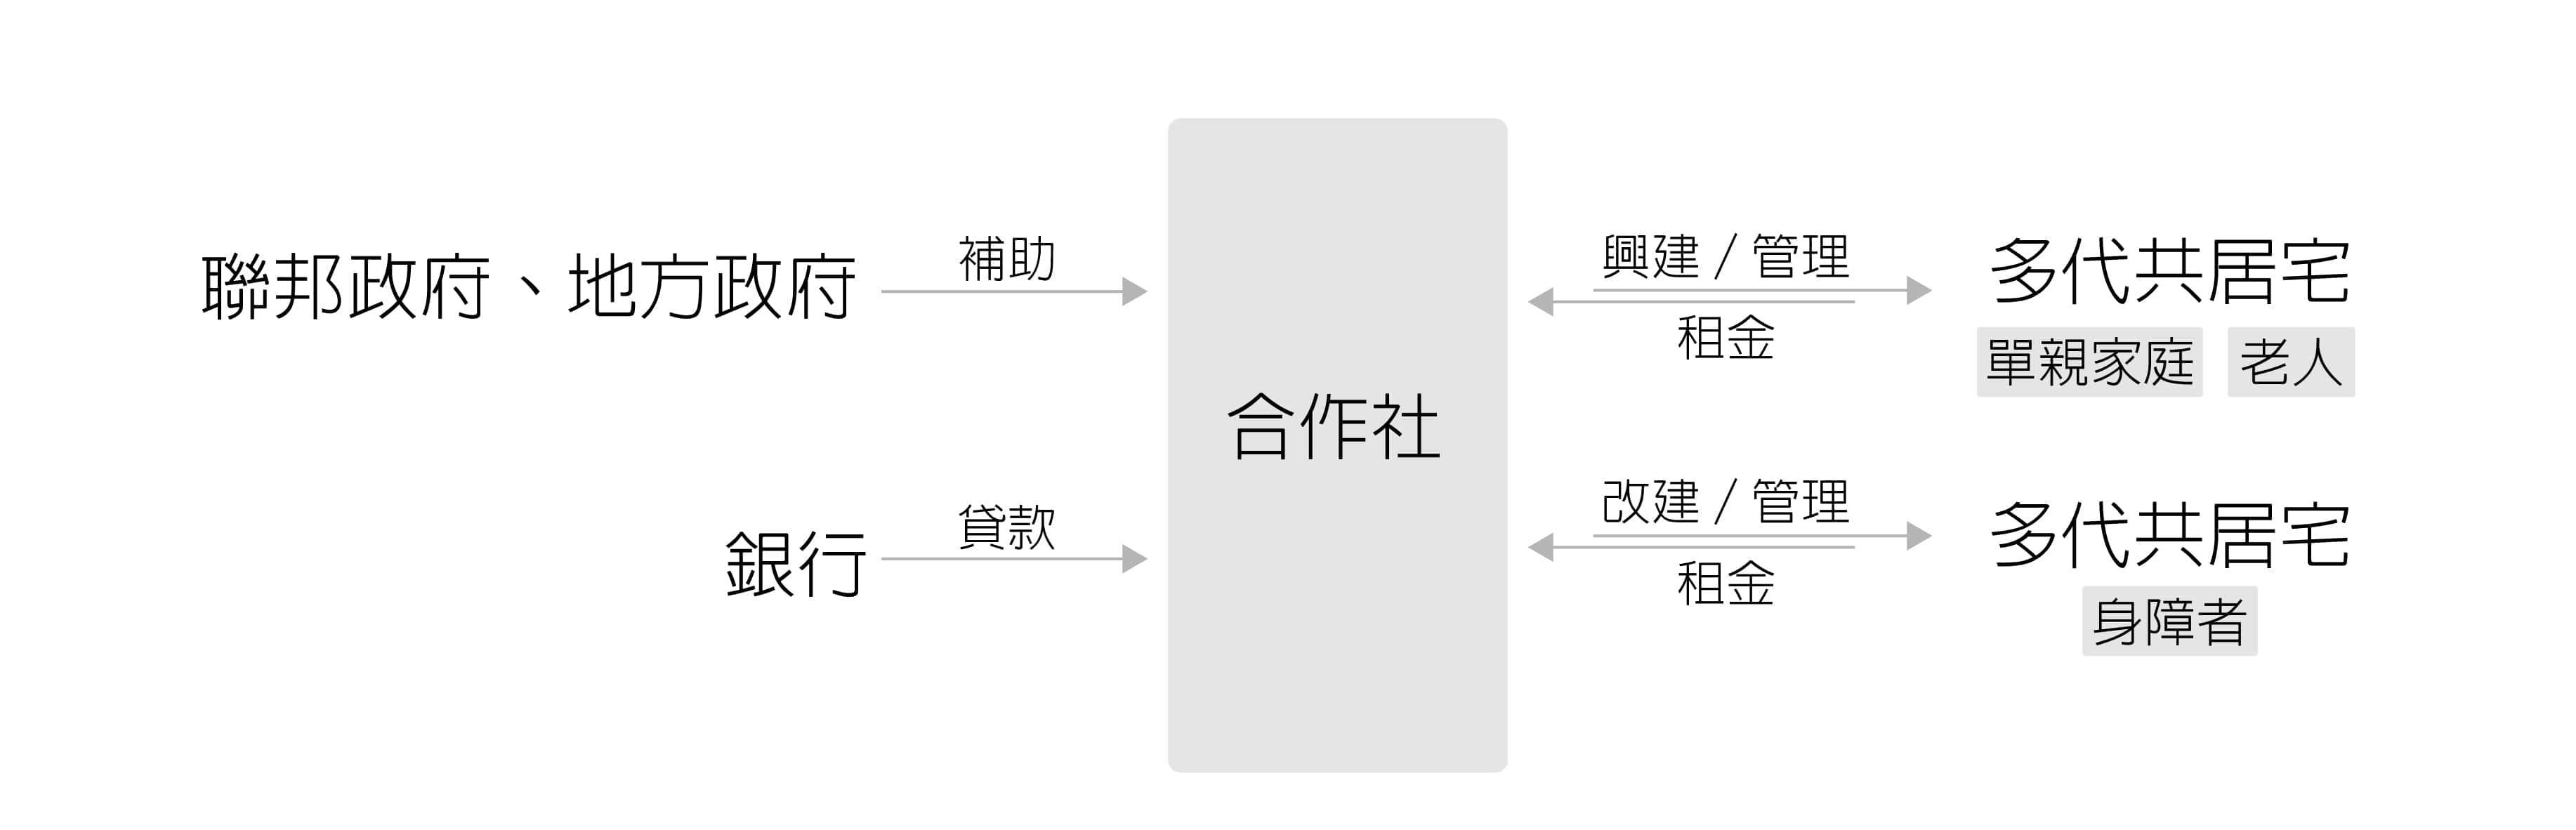 聯邦政府、地方政府
補助
銀行
貸款
合作社
興建 / 管理
租金
多代共居宅
單親家庭 老人
改建 / 管理
租金
多代共居宅
身障者